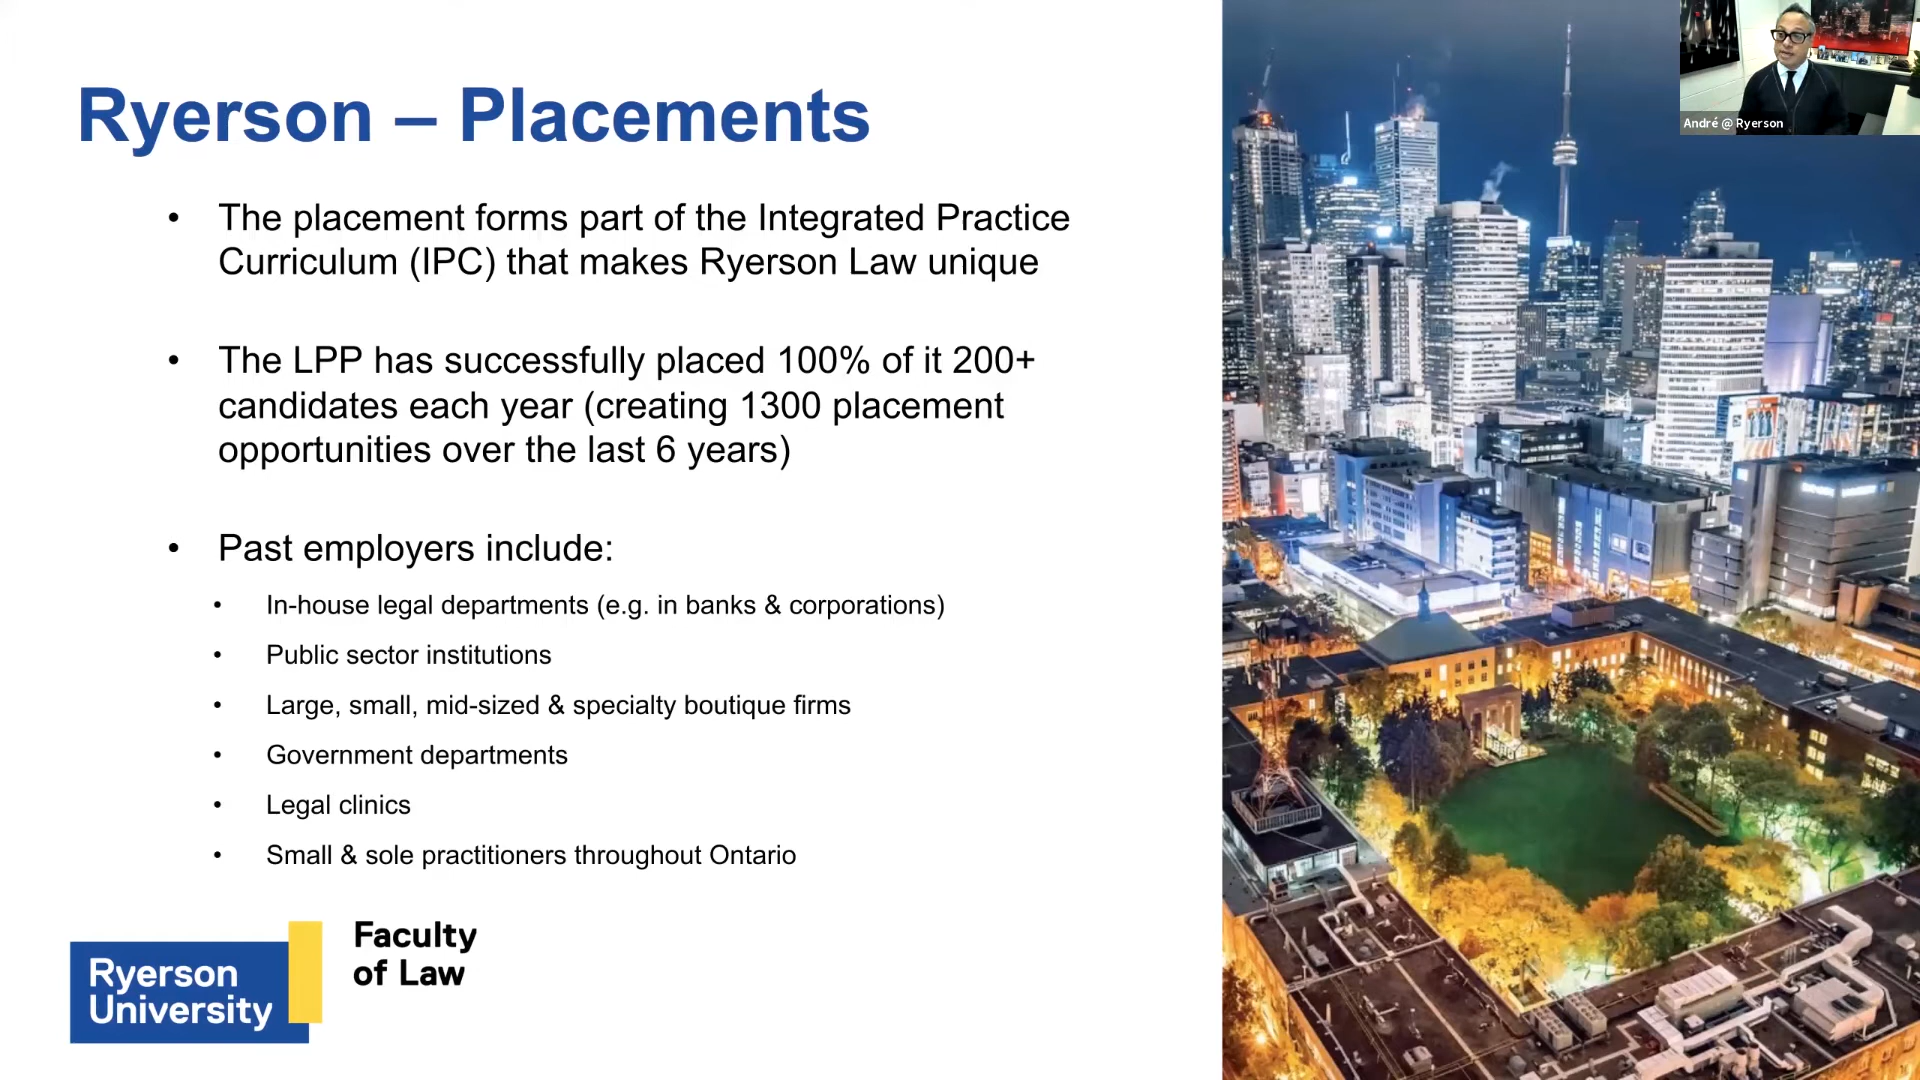 Ryerson – Placements
• The placement forms part of the Integrated Practice
Curriculum (IPC) that makes Ryerson Law unique
• The LPP has successfully placed 100% of it 200+
candidates each year (creating 1300 placement
opportunities over the last 6 years)
• Past employers include:
• In-house legal departments (e.g. in banks & corporations)
• Public sector institutions
• Large, small, mid-sized & specialty boutique firms
• Government departments
• Legal clinics
• Small & sole practitioners throughout Ontario
Ryerson
University
Faculty
of Law
André @ Ryerson